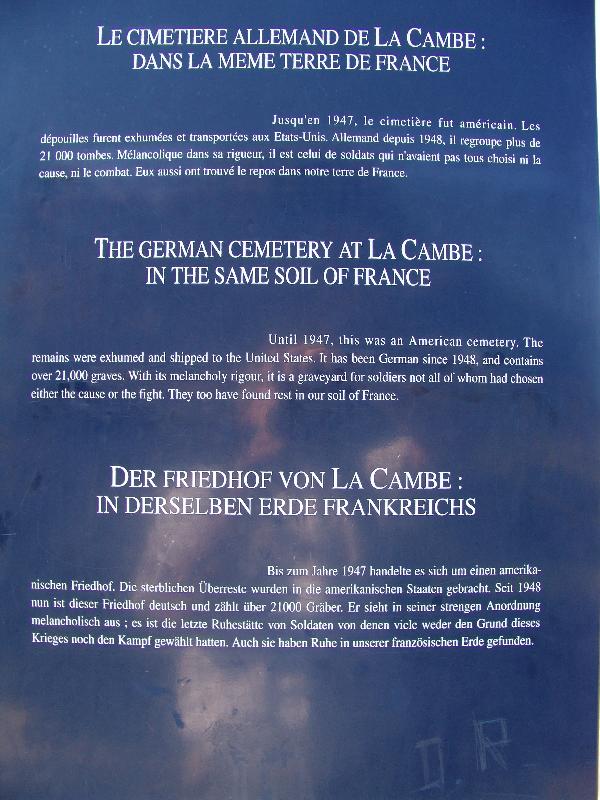 LE CIMETIERE ALLEMAND DE LA CAMBE :
DANS LA MEME TERRE DE FRANCE
Jusqu'en 1947, le cimetière fut américain. Les
dépouilles furent exhumées et transportées aux Etats-Unis. Allemand depuis 1948, il regroupe plus de
21 000 tombes. Mélancolique dans sa rigueur, il est celui de soldats qui n'avaient pas tous choisi ni la
cause, ni le combat. Eux aussi ont trouvé le repos dans notre terre de France.
THE GERMAN CEMETERY AT LA CAMBE :
IN THE SAME SOIL OF FRANCE
Until 1947, this was an American cemetery. The
remains were exhumed and shipped to the United States. It has been German since 1948, and contains
over 21,000 graves. With its melancholy rigour, it is a graveyard for soldiers not all of whom had chosen
either the cause or the fight. They too have found rest in our soil of France.
DER FRIEDHOF VON LA CAMBE :
IN DERSELBEN ERDE FRANKREICHS
Bis zum Jahre 1947 handelte es sich um einen amerika-
nischen Friedhof. Die sterblichen Überreste wurden in die amerikanischen Staaten gebracht. Seit 1948
nun ist dieser Friedhof deutsch und zählt über 21000 Gräber. Er sieht in seiner strengen Anordnung
melancholisch aus ; es ist die letzte Ruhestätte von Soldaten von denen viele weder den Grund dieses
Krieges noch den Kampf gewählt hatten. Auch sie haben Ruhe in unserer französischen Erde gefunden.
D.R.